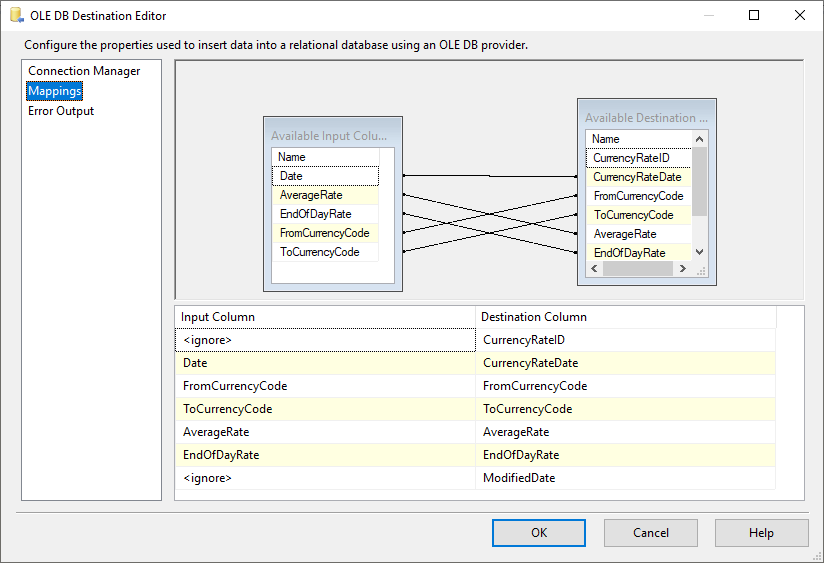 OLE DB Destination Editor
Configure the properties used to insert data into a relational database using an OLE DB provider.
Connection Manager
Mappings
Error Output
Available Input Colu...
Name
Date
AverageRate
EndOfDayRate
FromCurrencyCode
ToCurrencyCode
Available Destination ...
Name
CurrencyRateID
CurrencyRateDate
FromCurrencyCode
ToCurrencyCode
AverageRate
EndOfDayRate
Input Column Destination Column
<ignore> CurrencyRateID
Date CurrencyRateDate
FromCurrencyCode FromCurrencyCode
ToCurrencyCode ToCurrencyCode
AverageRate AverageRate
EndOfDayRate EndOfDayRate
<ignore> ModifiedDate
OK Cancel Help